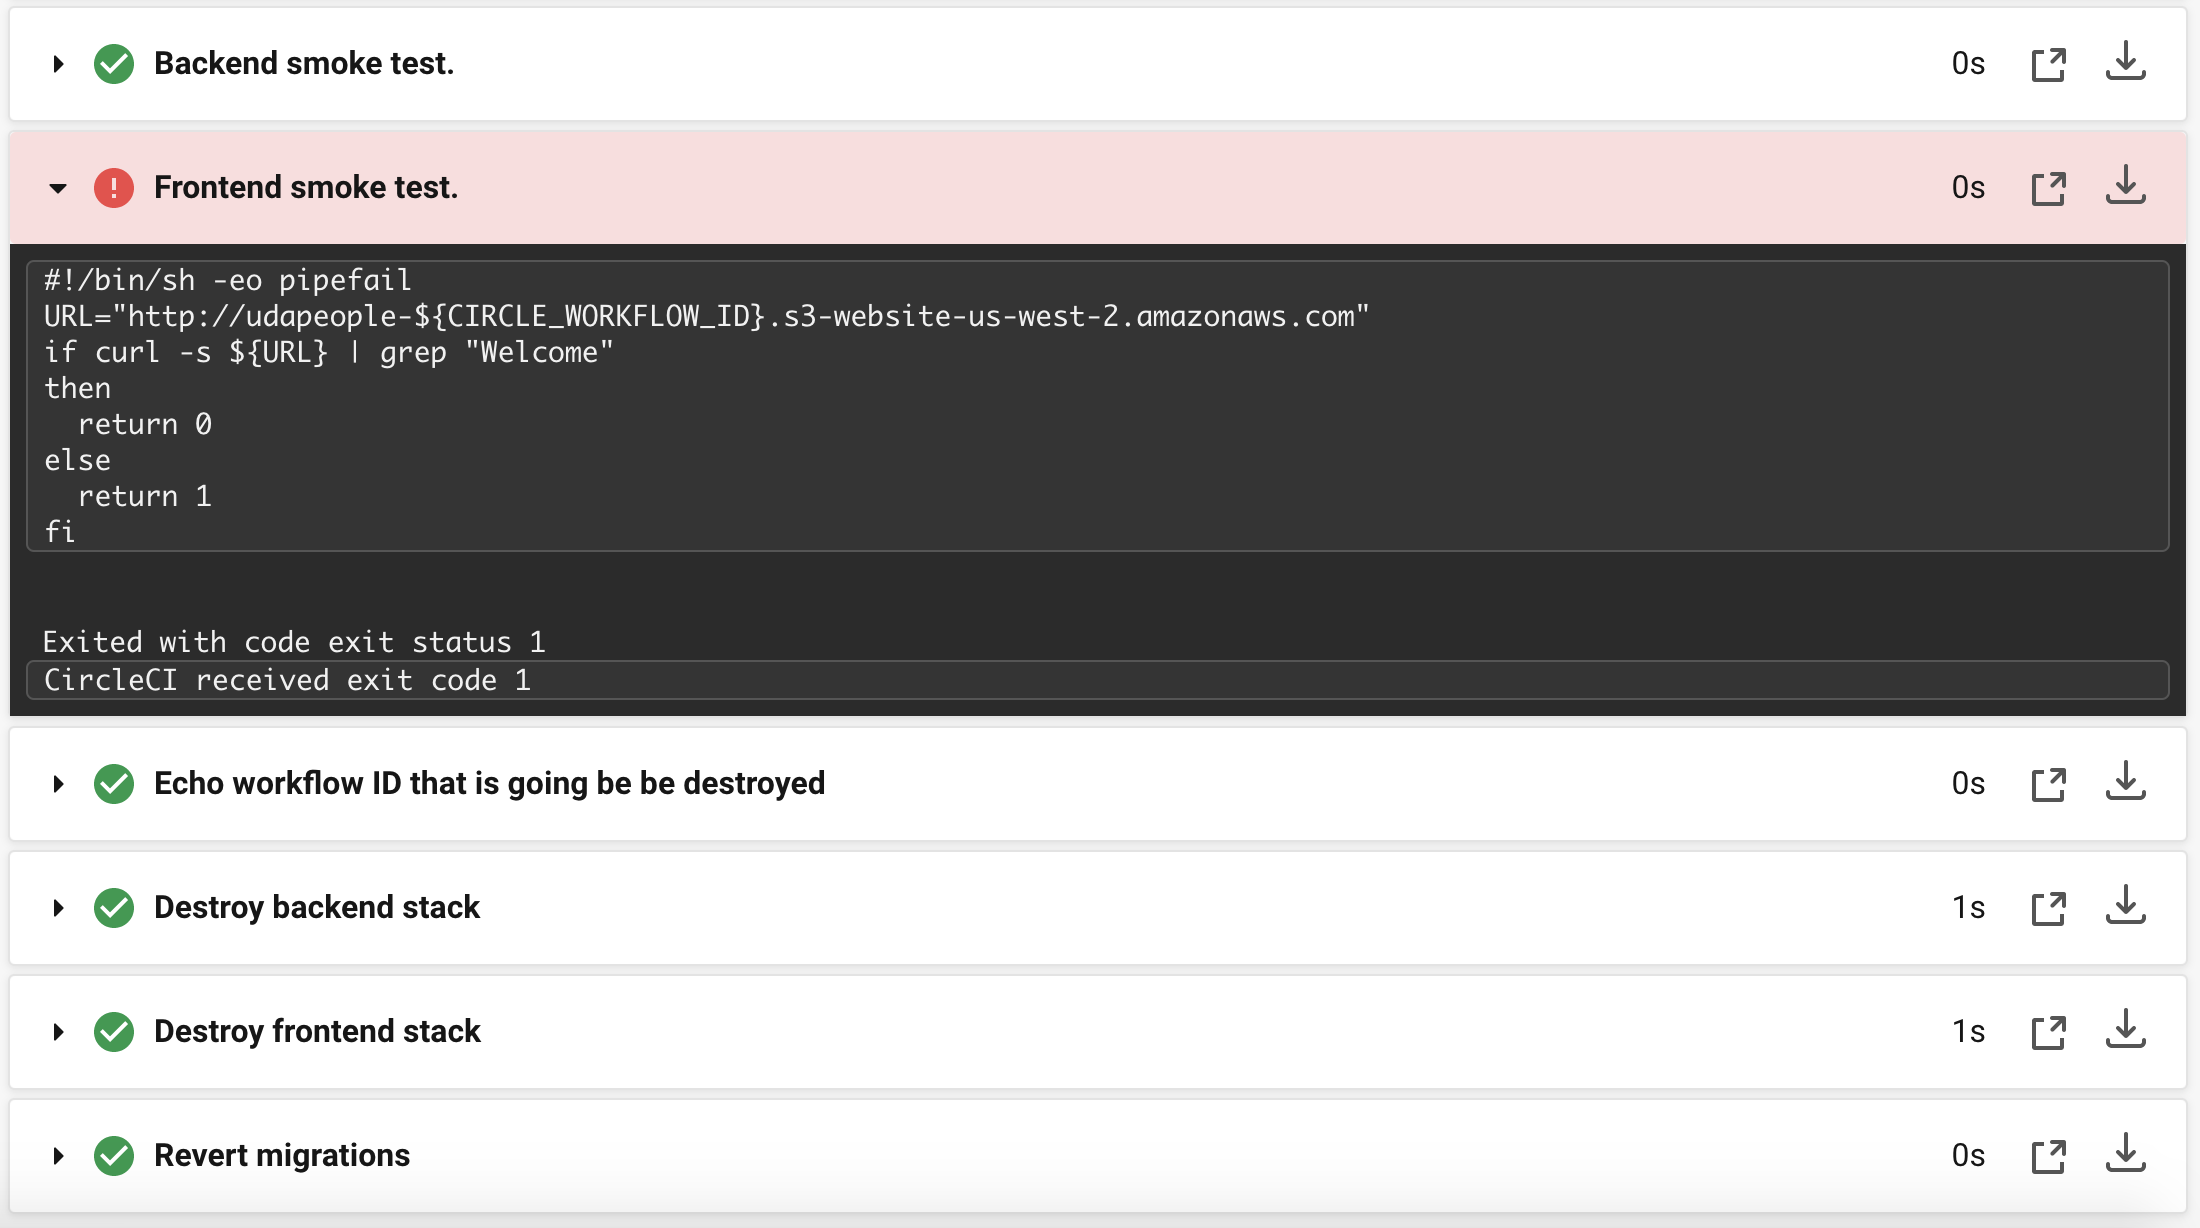 Backend smoke test.
0s
Frontend smoke test.
0s
#!/bin/sh -eo pipefail
URL="http://udapeople-${CIRCLE_WORKFLOW_ID}.s3-website-us-west-2.amazonaws.com"
if curl -s ${URL} | grep "Welcome"
then
  return 0
else
  return 1
fi
Exited with code exit status 1
CircleCI received exit code 1
Echo workflow ID that is going be be destroyed
0s
Destroy backend stack
1s
Destroy frontend stack
1s
Revert migrations
0s